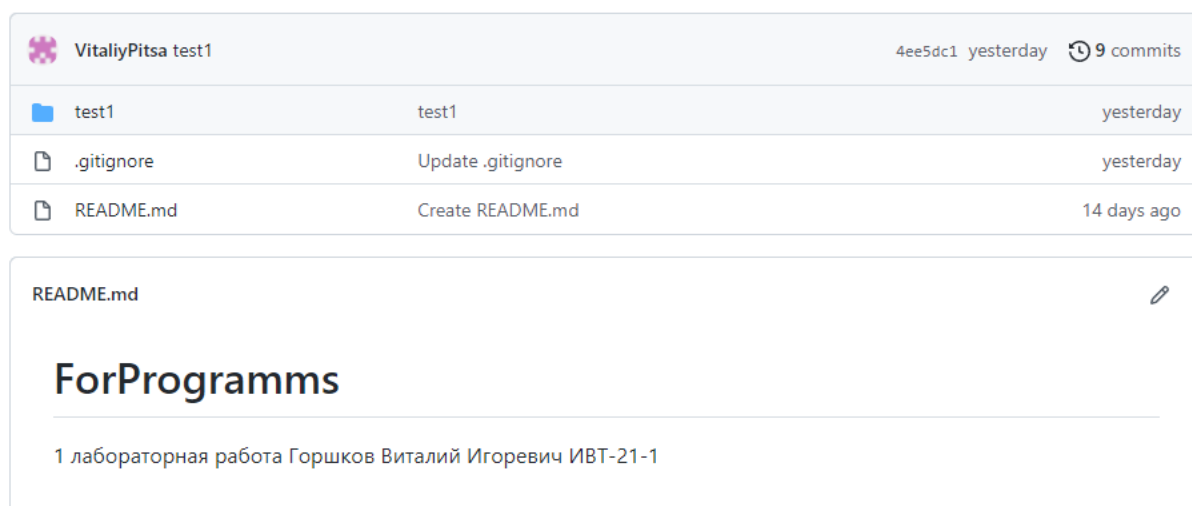 VitaliyPitsa test1 4ee5dc1 yesterday 9 commits
test1 test1 yesterday
.gitignore Update .gitignore yesterday
README.md Create README.md 14 days ago
README.md
ForProgramms
1 лабораторная работа Горшков Виталий Игоревич ИВТ-21-1